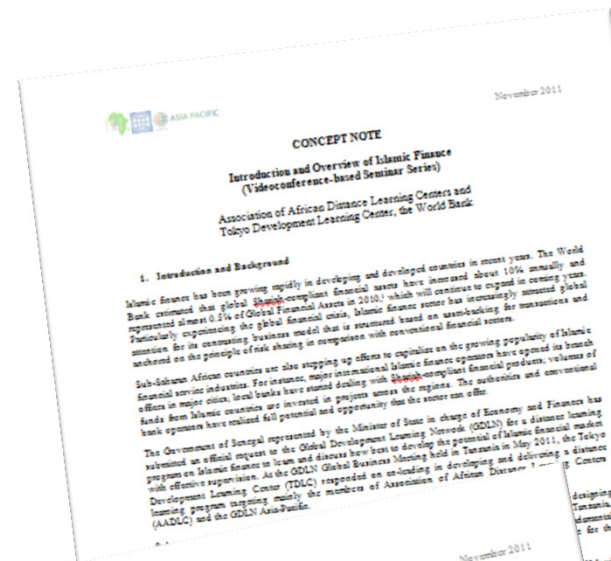 November 2011
ASIA PACIFIC
CONCEPT NOTE
Introduction and Overview of Islamic Finance
(Videoconference-based Seminar Series)
Association of African Distance Learning Centers and
Tokyo Development Learning Center, the World Bank
1. Introduction and Background
Islamic finance has been growing rapidly in developing and developed countries in recent years. The World
Bank estimated that global Shariah-compliant financial assets have increased about 10% annually and
represented almost 0.5% of Global Financial Assets in 2010,¹ which will continue to expand in coming years.
Particularly experiencing the global financial crisis, Islamic finance sector has increasingly attracted global
attention for its contrasting business model that is structured based on asset-backing for transactions and
anchored on the principle of risk sharing in comparison with conventional financial sectors.
Sub-Saharan African countries are also stepping up efforts to capitalize on the growing popularity of Islamic
financial service industries. For instance, major international Islamic finance operators have opened its branch
offices in major cities, local banks have started dealing with Shariah-compliant financial products, volumes of
funds from Islamic countries are invested in projects across the regions. The authorities and conventional
bank operators have realized full potential and opportunity that the sector can offer.
The Government of Senegal represented by the Minister of State in charge of Economy and Finances has
submitted an official request to the Global Development Learning Network (GDLN) for a distance learning
program on Islamic finance to learn and discuss how best to develop the potential of Islamic financial market
with effective supervision. At the GDLN Global Business Meeting held in Tanzania in May 2011, the Tokyo
Development Learning Center (TDLC) responded on co-leading in developing and delivering a distance
learning program targeting mainly the members of Association of African Distance Centers
(AADLC) and the GDLN Asia-Pacific.
designing
Tanzania,
for th
November 2011